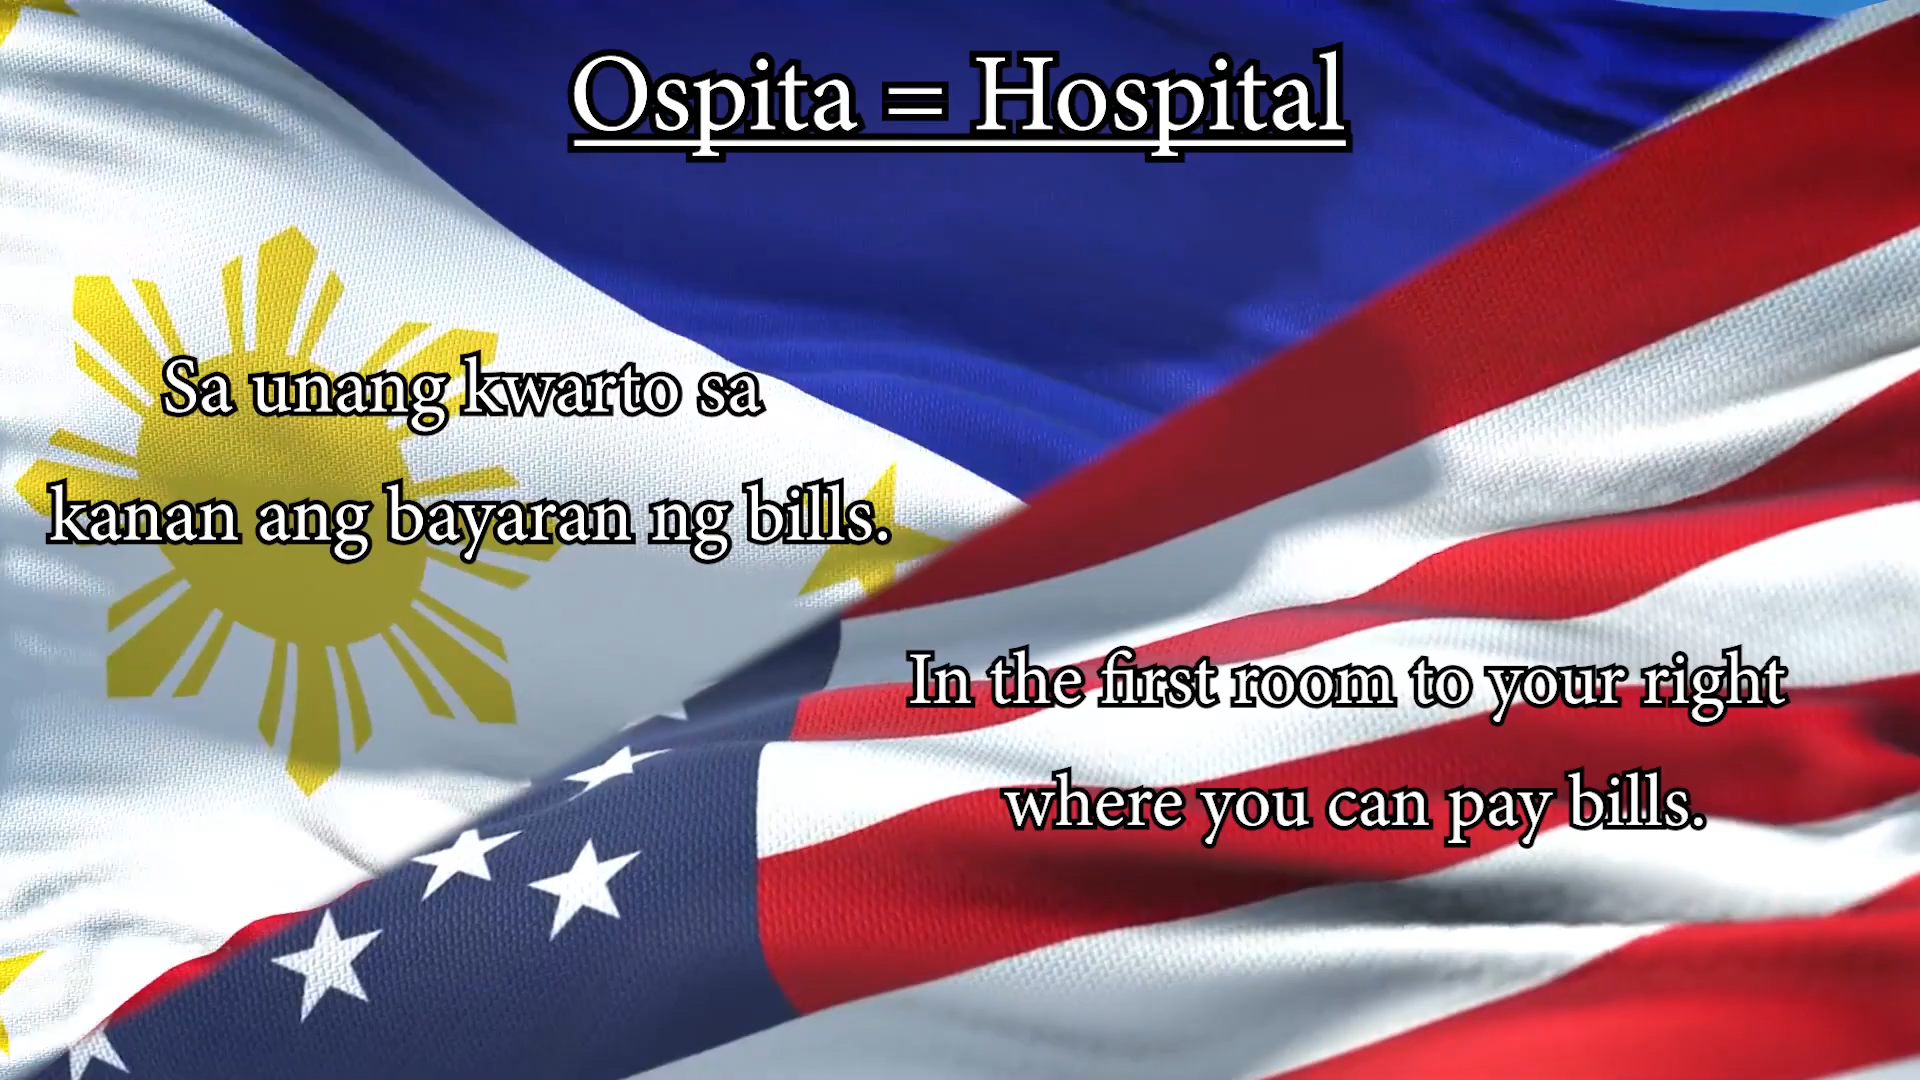 Ospita = Hospital
Sa unang kwarto sa
kanan ang bayaran ng bills.
In the first room to your right
where you can pay bills.